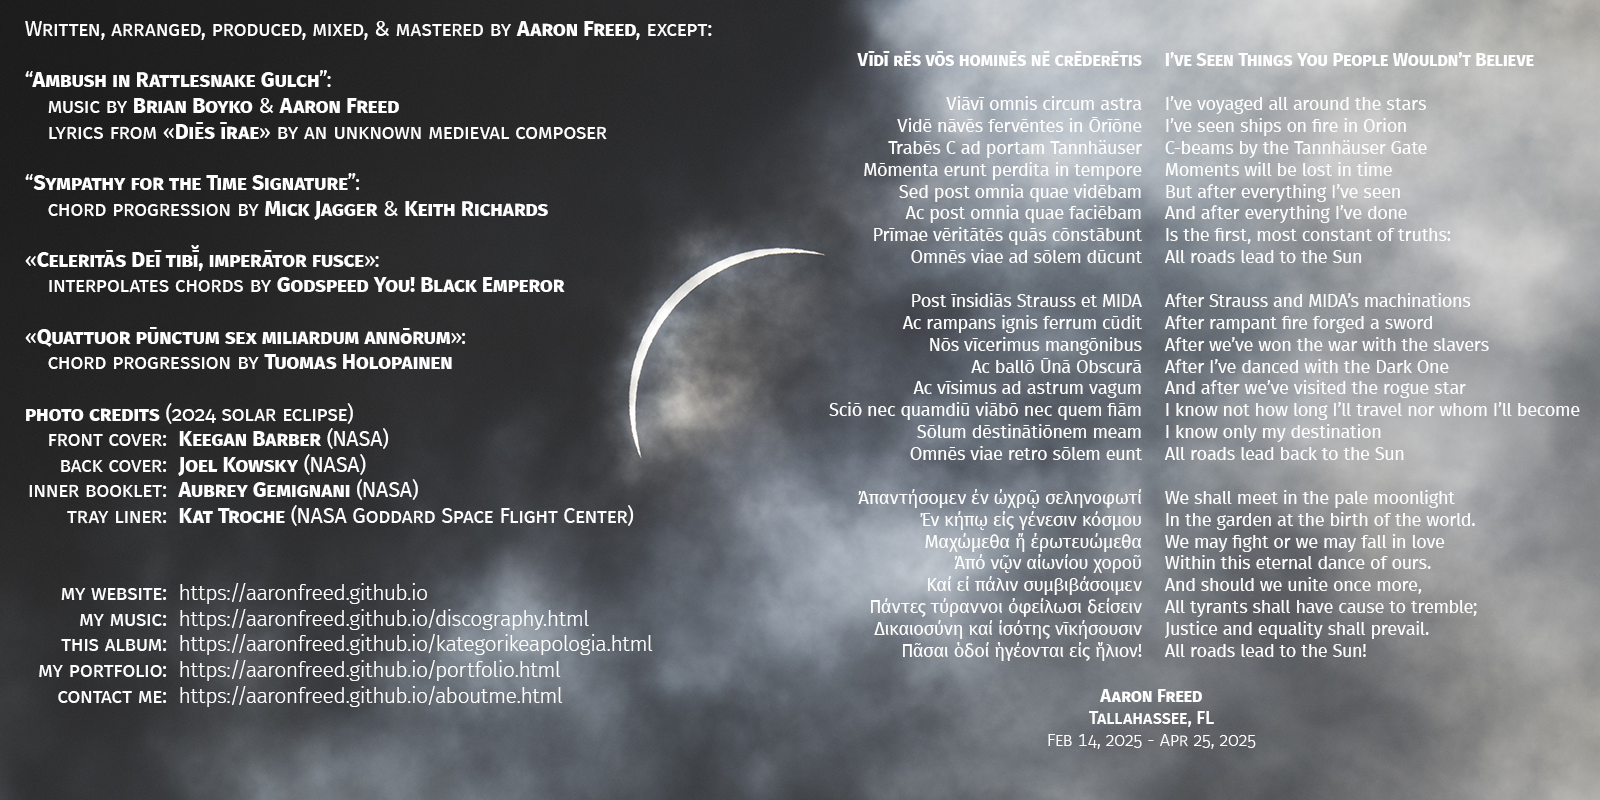 Written, arranged, produced, mixed, & mastered by Aaron Freed, except:
“Ambush in Rattlesnake Gulch”:
music by Brian Boyko & Aaron Freed
lyrics from «Diēs īrae» by an unknown medieval composer
“Sympathy for the Time Signature”:
chord progression by Mick Jagger & Keith Richards
«Celeritās Deī tibī̆, imperātor fusce»:
interpolates chords by Godspeed You! Black Emperor
«Quattuor pūnctum sex miliardum annōrum»:
chord progression by Tuomas Holopainen
photo credits (2024 solar eclipse)
front cover: Keegan Barber (NASA)
back cover: Joel Kowsky (NASA)
inner booklet: Aubrey Gemignani (NASA)
tray liner: Kat Troche (NASA Goddard Space Flight Center)
my website: https://aaronfreed.github.io
my music: https://aaronfreed.github.io/discography.html
this album: https://aaronfreed.github.io/kategorikeapologia.html
my portfolio: https://aaronfreed.github.io/portfolio.html
contact me: https://aaronfreed.github.io/aboutme.html
Vīdī rēs vōs hominēs nē crēderētis I’ve Seen Things You People Wouldn’t Believe
Viāvī omnis circum astra I’ve voyaged all around the stars
Vidē nāvēs fervēntes in Ōrīōne I’ve seen ships on fire in Orion
Trabēs C ad portam Tannhäuser C-beams by the Tannhäuser Gate
Mōmenta erunt perdita in tempore Moments will be lost in time
Sed post omnia quae vidēbam But after everything I’ve seen
Ac post omnia quae faciēbam And after everything I’ve done
Prīmae vēritātēs quās cōnstābunt Is the first, most constant of truths:
Omnēs viae ad sōlem dūcunt All roads lead to the Sun
Post īnsidiās Strauss et MIDA After Strauss and MIDA’s machinations
Ac rampans ignis ferrum cūdit After rampant fire forged a sword
Nōs vīcerimus mangōnibus After we’ve won the war with the slavers
Ac ballō Ūnā Obscurā After I’ve danced with the Dark One
Ac vīsimus ad astrum vagum And after we’ve visited the rogue star
Sciō nec quamdiū viābō nec quem fīām I know not how long I’ll travel nor whom I’ll become
Sōlum dēstinātiōnem meam I know only my destination
Omnēs viae retro sōlem eunt All roads lead back to the Sun
Ἀπαντήσομεν ἐν ὠχρῷ σεληνοφωτί We shall meet in the pale moonlight
Ἐν κήπῳ εἰς γένεσιν κόσμου In the garden at the birth of the world.
Μαχώμεθα ἤ ἐρωτευώμεθα We may fight or we may fall in love
Ἀπό νῷν αἰωνίου χοροῦ Within this eternal dance of ours.
Καί εἰ πάλιν συμβιβάσοιμεν And should we unite once more,
Πάντες τύραννοι ὀφείλωσι δείσειν All tyrants shall have cause to tremble;
Δικαιοσύνη καί ἰσότης νῑκήσουσιν Justice and equality shall prevail.
Πᾶσαι ὁδοί ἡγέονται εἰς ἥλιον! All roads lead to the Sun!
Aaron Freed
Tallahassee, FL
Feb 14, 2025 - Apr 25, 2025